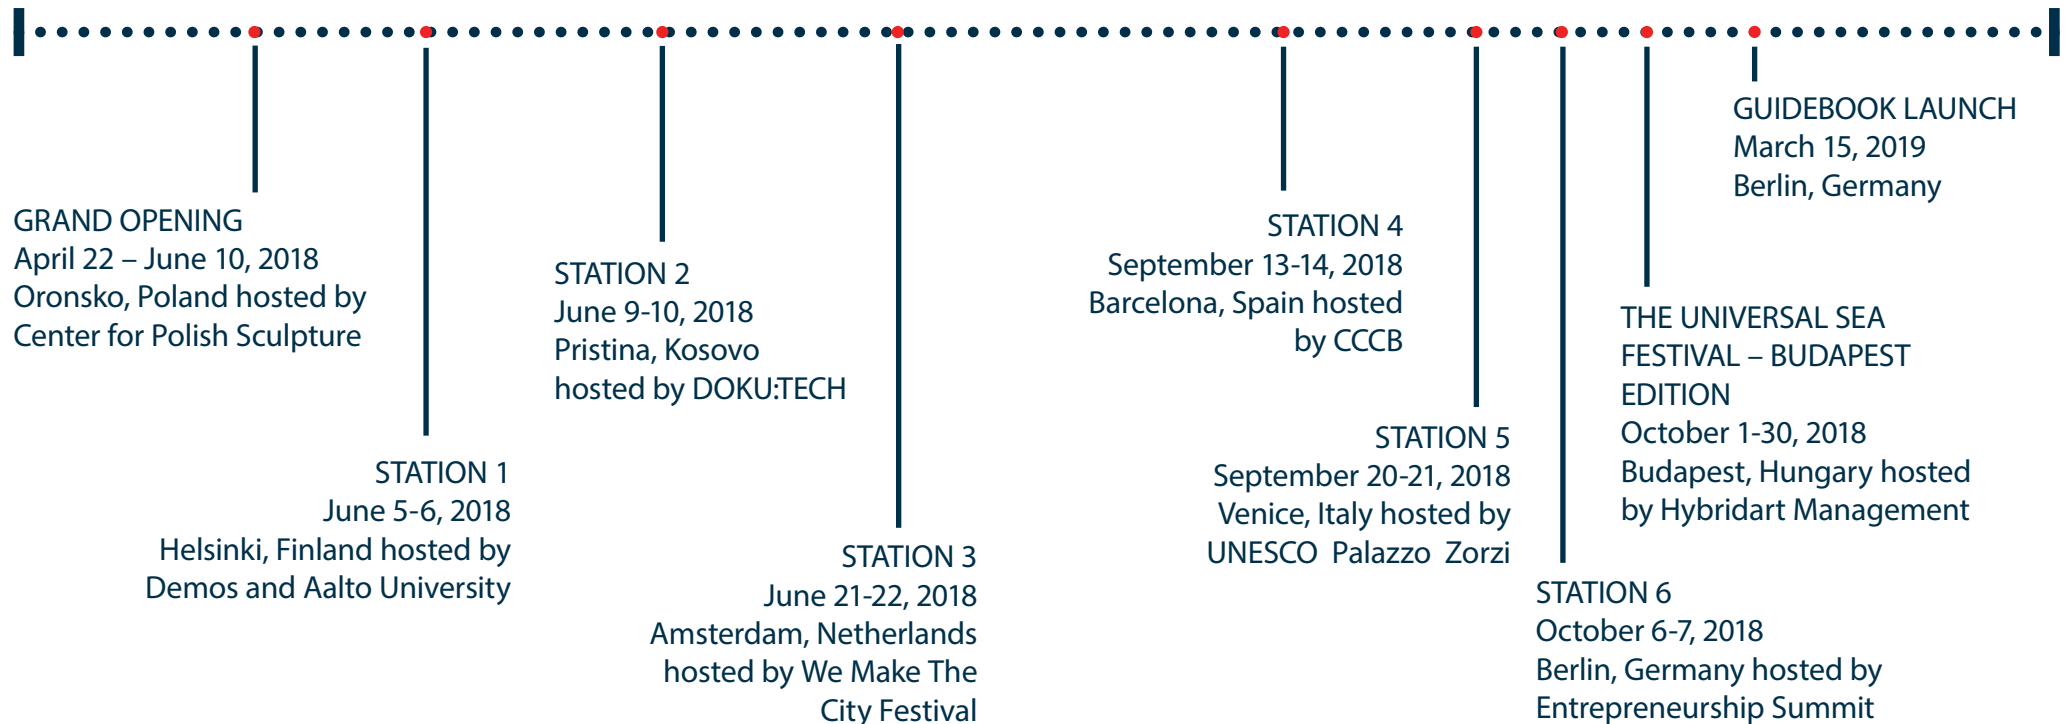 GRAND OPENING
April 22 – June 10, 2018
Oronsko, Poland hosted by
Center for Polish Sculpture
STATION 1
June 5-6, 2018
Helsinki, Finland hosted by
Demos and Aalto University
STATION 2
June 9-10, 2018
Pristina, Kosovo
hosted by DOKU:TECH
STATION 3
June 21-22, 2018
Amsterdam, Netherlands
hosted by We Make The
City Festival
STATION 4
September 13-14, 2018
Barcelona, Spain hosted
by CCCB
STATION 5
September 20-21, 2018
Venice, Italy hosted by
UNESCO Palazzo Zorzi
STATION 6
October 6-7, 2018
Berlin, Germany hosted by
Entrepreneurship Summit
THE UNIVERSAL SEA
FESTIVAL – BUDAPEST
EDITION
October 1-30, 2018
Budapest, Hungary hosted
by Hybridart Management
GUIDEBOOK LAUNCH
March 15, 2019
Berlin, Germany